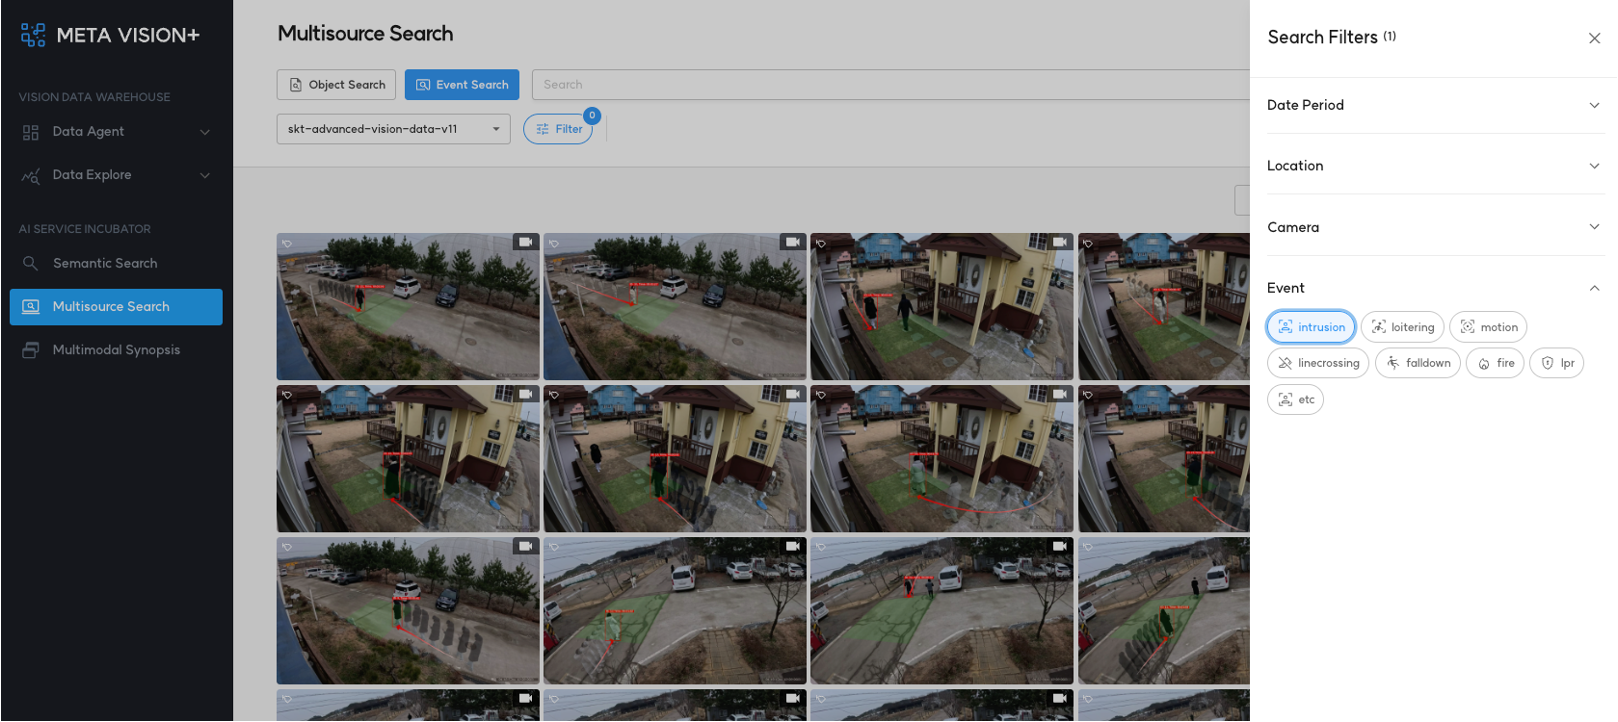 META VISION+
VISION DATA WAREHOUSE
Data Agent
Data Explore
AI SERVICE INCUBATOR
Semantic Search
Multisource Search
Multimodal Synopsis
Multisource Search
Object Search
Event Search
Search
skt-advanced-vision-data-v11
Filter
0
Search Filters (1)
Date Period
Location
Camera
Event
intrusion
loitering
motion
linecrossing
falldown
fire
lpr
etc